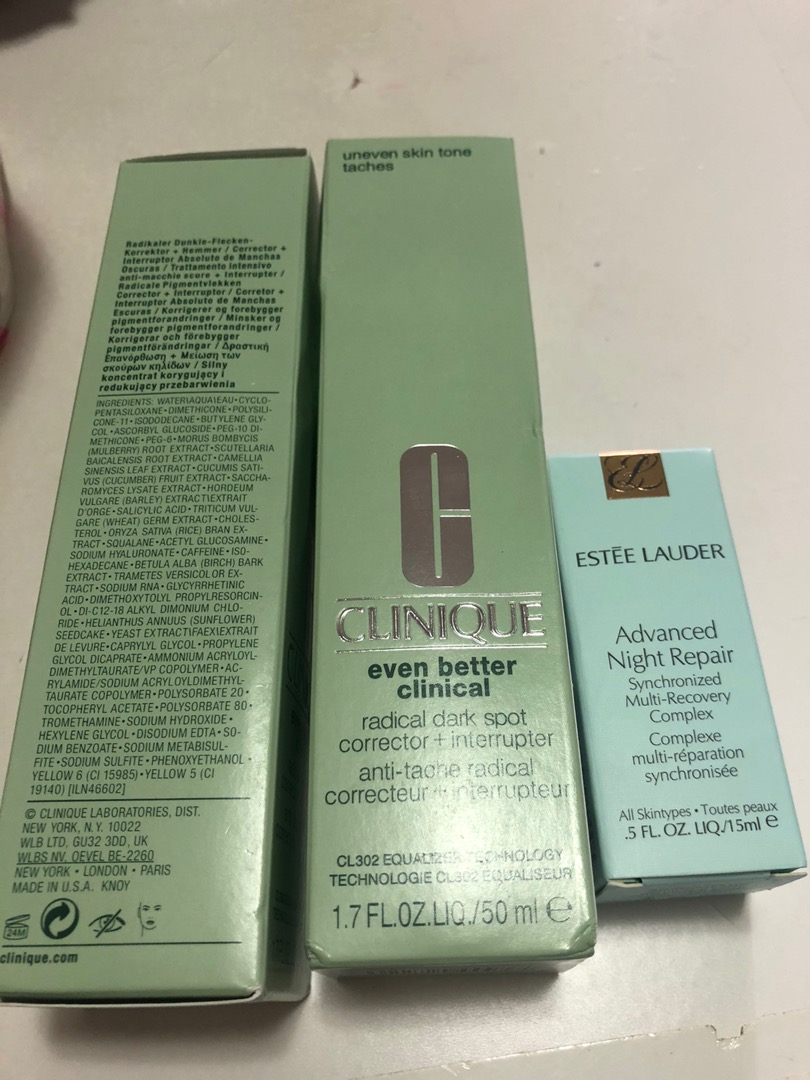 Radikaler Dunkle-Flecken-
Korrektor + Hemmer / Corrector +
Interruptor Absoluto de Manchas
Oscuras / Trattamento intensivo
anti-macchie scure + Interrupter /
Radicale Pigmentvlekken
Corrector + Interruptor / Corretor +
Interruptor Absoluto de Manchas
Escuras / Korrigerer og forebygger
pigmentforandringer / Minsker og
forebygger pigmentforandringer /
Korrigerar och förebygger
pigmentförändringar / Δραστική
Επανόρθωση + Μείωση των
σκούρων κηλίδων / Silny
koncentrat korygujący i
redukujący przebarwienia
INGREDIENTS: WATER\AQUA\EAU•CYCLO-
PENTASILOXANE•DIMETHICONE•POLYSILI-
CONE-11•ISODODECANE•BUTYLENE GLY-
COL•ASCORBYL GLUCOSIDE•PEG-10 DI-
METHICONE•PEG-6•MORUS BOMBYCIS
(MULBERRY) ROOT EXTRACT•SCUTELLARIA
BAICALENSIS ROOT EXTRACT•CAMELLIA
SINENSIS LEAF EXTRACT•CUCUMIS SATI-
VUS (CUCUMBER) FRUIT EXTRACT•SACCHA-
ROMYCES LYSATE EXTRACT•HORDEUM
VULGARE (BARLEY) EXTRACT\EXTRAIT
D'ORGE•SALICYLIC ACID•TRITICUM VUL-
GARE (WHEAT) GERM EXTRACT•CHOLES-
TEROL•ORYZA SATIVA (RICE) BRAN EX-
TRACT•SQUALANE•ACETYL GLUCOSAMINE•
SODIUM HYALURONATE•CAFFEINE•ISO-
HEXADECANE•BETULA ALBA (BIRCH) BARK
EXTRACT•TRAMETES VERSICOLOR EX-
TRACT•SODIUM RNA•GLYCYRRHETINIC
ACID•DIMETHOXYTOLYL PROPYLRESORCIN-
OL•DI-C12-18 ALKYL DIMONIUM CHLO-
RIDE•HELIANTHUS ANNUUS (SUNFLOWER)
SEEDCAKE•YEAST EXTRACT\FAEX\EXTRAIT
DE LEVURE•CAPRYLYL GLYCOL•PROPYLENE
GLYCOL DICAPRATE•AMMONIUM ACRYLOYL-
DIMETHYLTAURATE/VP COPOLYMER•AC-
RYLAMIDE/SODIUM ACRYLOYLDIMETHYL-
TAURATE COPOLYMER•POLYSORBATE 20•
TOCOPHERYL ACETATE•POLYSORBATE 80•
TROMETHAMINE•SODIUM HYDROXIDE•
HEXYLENE GLYCOL•DISODIUM EDTA•SO-
DIUM BENZOATE•SODIUM METABISUL-
FITE•SODIUM SULFITE•PHENOXYETHANOL•
YELLOW 6 (CI 15985)•YELLOW 5 (CI
19140) [ILN46602]
© CLINIQUE LABORATORIES, DIST.
NEW YORK, N.Y. 10022
WLB LTD, GU32 3DD, UK
WLBS NV. OEVEL BE-2260
NEW YORK • LONDON • PARIS
MADE IN U.S.A. KNOY
24M
clinique.com
uneven skin tone
taches
CLINIQUE
even better
clinical
radical dark spot
corrector + interrupter
anti-tache radical
correcteur + interrupteur
CL302 EQUALIZER TECHNOLOGY
TECHNOLOGIE CL302 ÉQUALISEUR
1.7 FL.OZ.LIQ./50 ml ℮
EL
ESTĒE LAUDER
Advanced
Night Repair
Synchronized
Multi-Recovery
Complex
Complexe
multi-réparation
synchronisée
All Skintypes • Toutes peaux
.5 FL. OZ. LIQ./15ml ℮